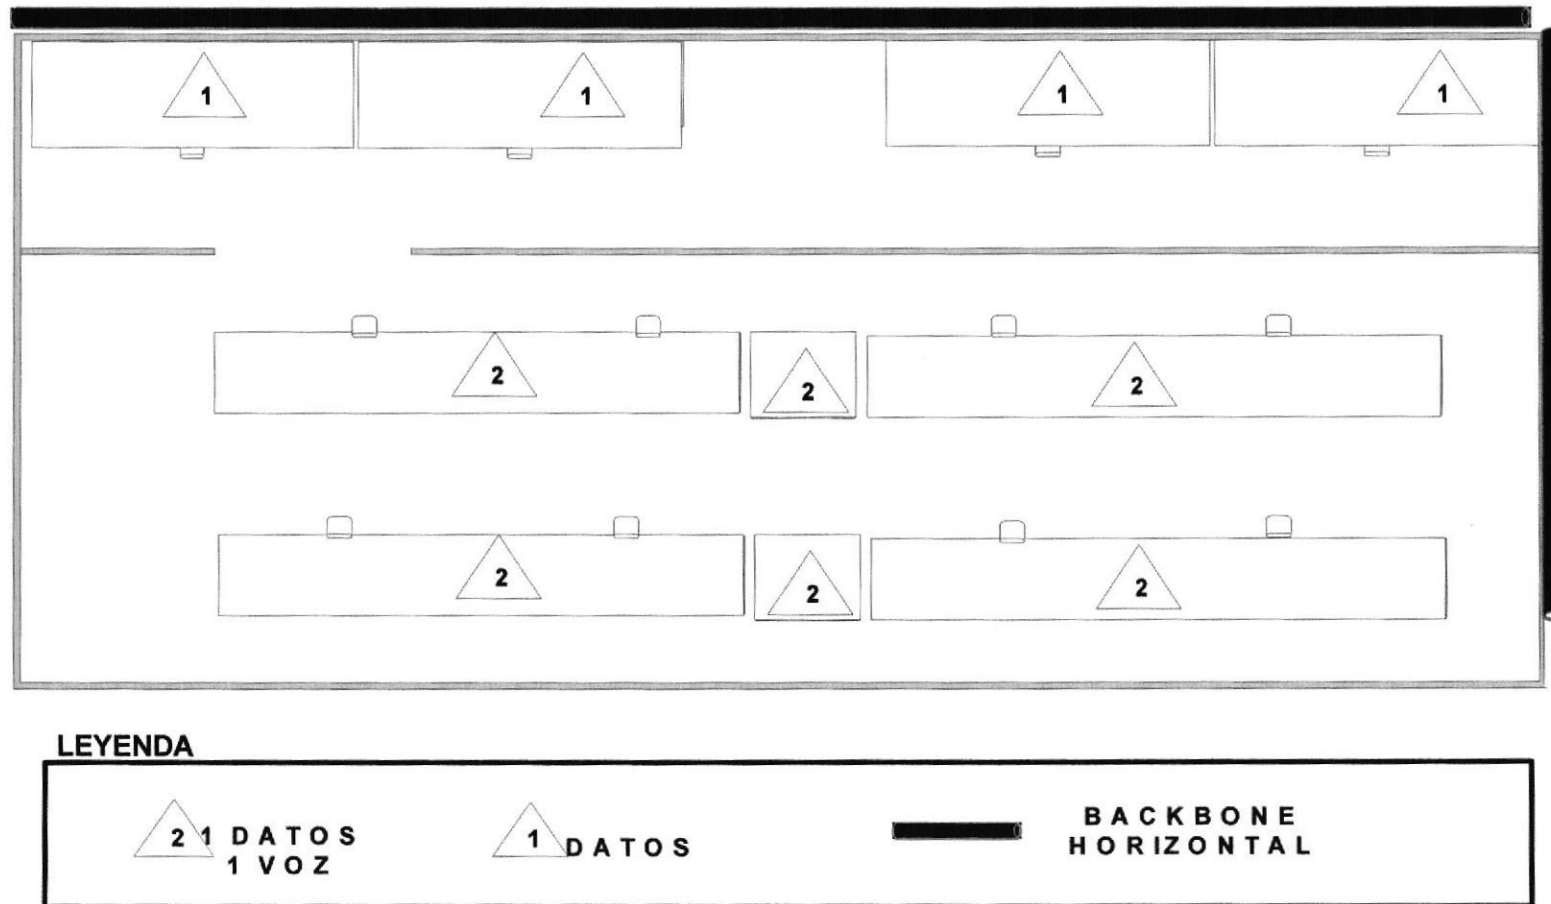 1 1 1 1
2 2 2
2 2 2
LEYENDA
2 1 DATOS
1 VOZ
1 DATOS
BACKBONE
HORIZONTAL